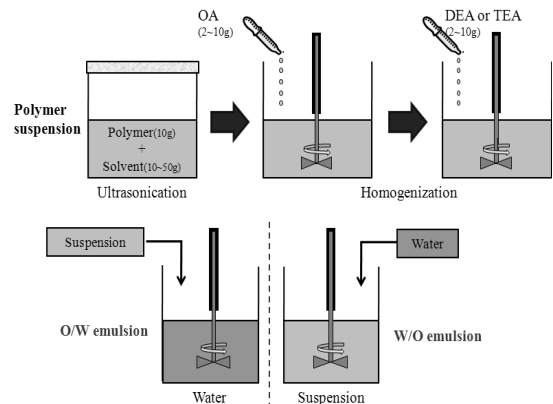 OA
(2~10g)
DEA or TEA
(2~10g)
Polymer
suspension
Polymer(10g)
+
Solvent(10~50g)
Ultrasonication
Homogenization
Suspension
Water
O/W emulsion
W/O emulsion
Water
Suspension